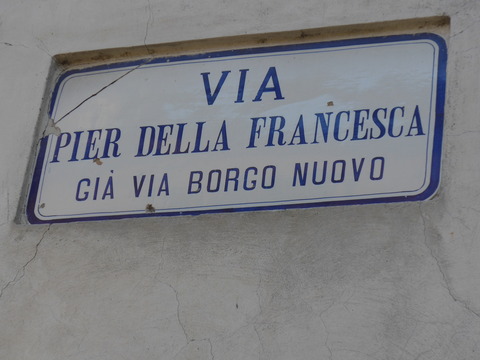 VIA
PIER DELLA FRANCESCA
GIÀ VIA BORGO NUOVO